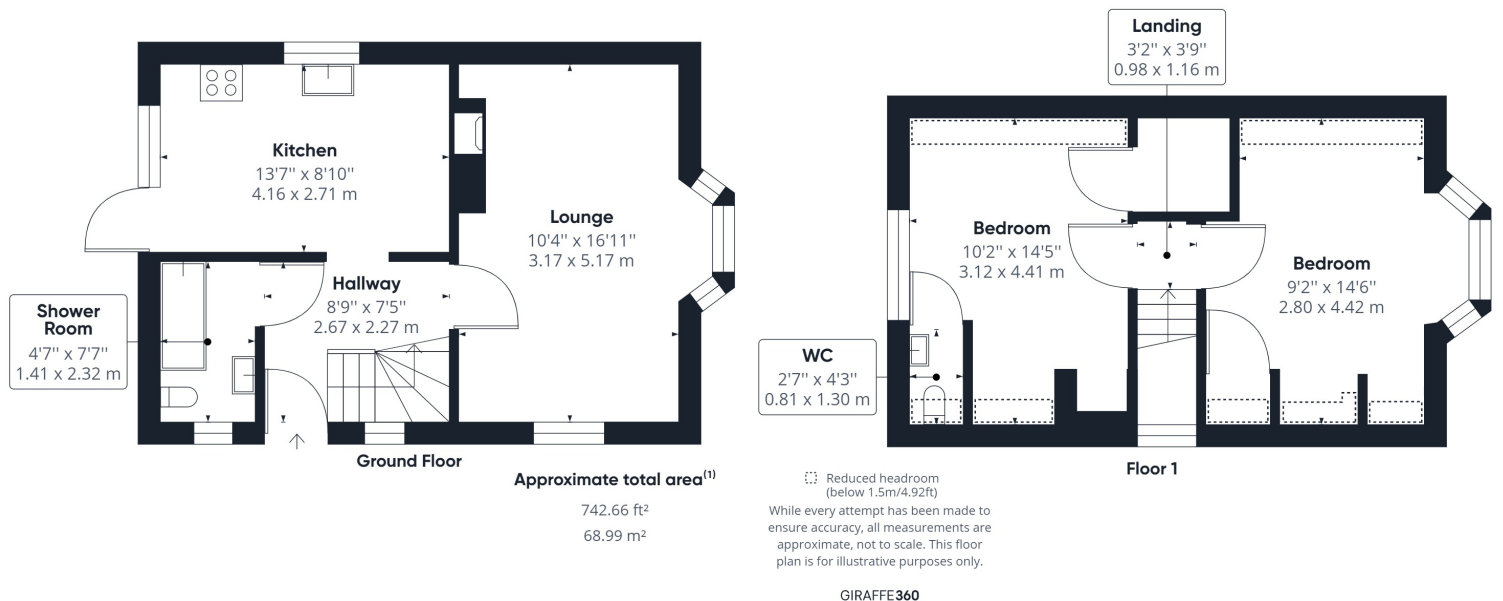 Kitchen
13'7" x 8'10"
4.16 x 2.71 m
Lounge
10'4" x 16'11"
3.17 x 5.17 m
Hallway
8'9" x 7'5"
2.67 x 2.27 m
Shower
Room
4'7" x 7'7"
1.41 x 2.32 m
Ground Floor
Approximate total area(1)
742.66 ft²
68.99 m²
Landing
3'2" x 3'9"
0.98 x 1.16 m
Bedroom
10'2" x 14'5"
3.12 x 4.41 m
Bedroom
9'2" x 14'6"
2.80 x 4.42 m
WC
2'7" x 4'3"
0.81 x 1.30 m
Floor 1
Reduced headroom
(below 1.5m/4.92ft)
While every attempt has been made to
ensure accuracy, all measurements are
approximate, not to scale. This floor
plan is for illustrative purposes only.
GIRAFFE360